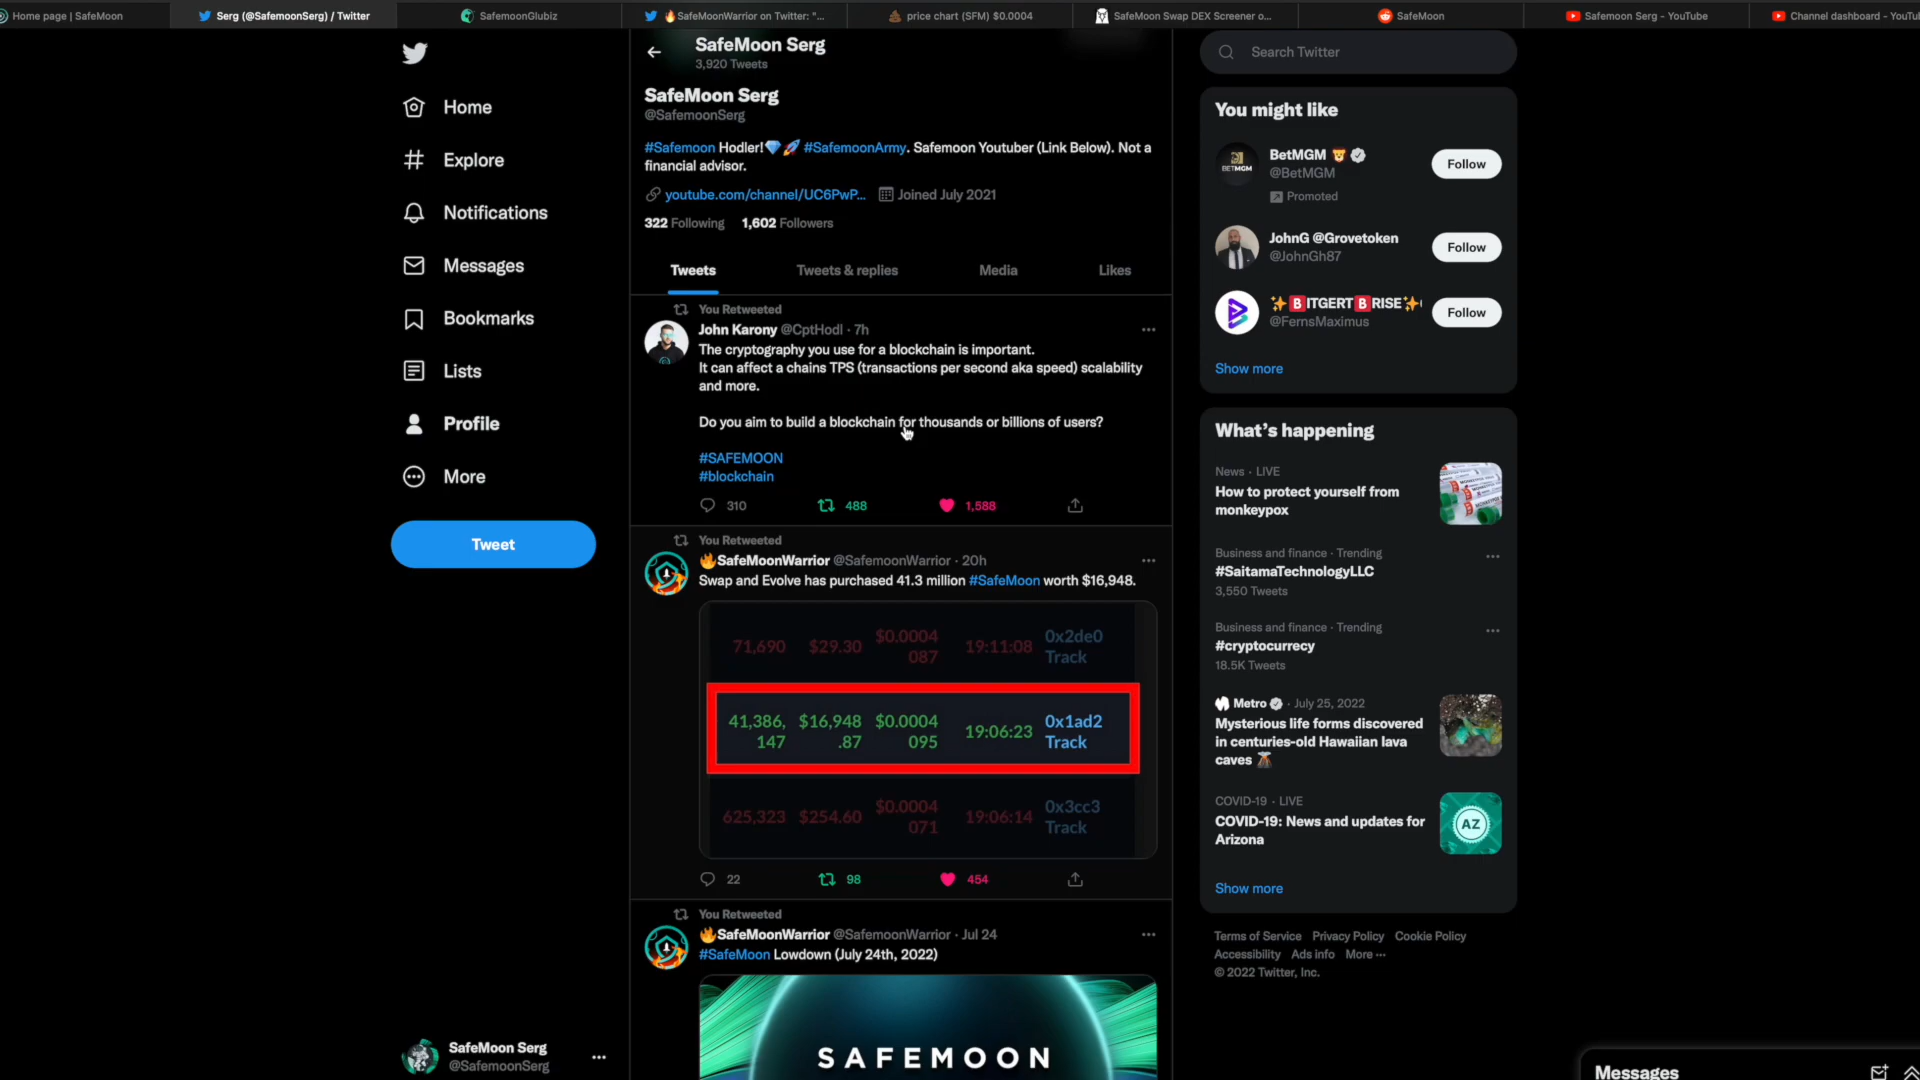 Home page | SafeMoon
Serg (@SafemoonSerg) / Twitter
SafemoonGlubiz
🔥SafeMoonWarrior on Twitter: "...
price chart (SFM) $0.0004
SafeMoon Swap DEX Screener o...
SafeMoon
Safemoon Serg - YouTube
Channel dashboard - YouTu
Home
Explore
Notifications
Messages
Bookmarks
Lists
Profile
More
Tweet
SafeMoon Serg
@SafemoonSerg
SafeMoon Serg
3,920 Tweets
SafeMoon Serg
@SafemoonSerg
#Safemoon Hodler!💎🚀 #SafemoonArmy. Safemoon Youtuber (Link Below). Not a
financial advisor.
youtube.com/channel/UC6PwP... Joined July 2021
322 Following 1,602 Followers
Tweets Tweets & replies Media Likes
You Retweeted
John Karony @CptHodl · 7h
The cryptography you use for a blockchain is important.
It can affect a chains TPS (transactions per second aka speed) scalability
and more.
Do you aim to build a blockchain for thousands or billions of users?
#SAFEMOON
#blockchain
310 488 1,588
You Retweeted
🔥SafeMoonWarrior @SafemoonWarrior · 20h
Swap and Evolve has purchased 41.3 million #SafeMoon worth $16,948.
71,690 $29.30 $0.0004087 19:11:08 0x2de0 Track
41,386,147 $16,948.87 $0.0004095 19:06:23 0x1ad2 Track
625,323 $254.60 $0.0004071 19:06:14 0x3cc3 Track
22 98 454
You Retweeted
🔥SafeMoonWarrior @SafemoonWarrior · Jul 24
#SafeMoon Lowdown (July 24th, 2022)
SAFEMOON
Search Twitter
You might like
BetMGM 🦁
@BetMGM
Promoted
Follow
JohnG @Grovetoken
@JohnGh87
Follow
✨🅱ITGERT🅱RISE✨
@FernsMaximus
Follow
Show more
What's happening
News · LIVE
How to protect yourself from
monkeypox
Business and finance · Trending
#SaitamaTechnologyLLC
3,550 Tweets
Business and finance · Trending
#cryptocurrecy
18.5K Tweets
Metro · July 25, 2022
Mysterious life forms discovered
in centuries-old Hawaiian lava
caves 🌋
COVID-19 · LIVE
COVID-19: News and updates for
Arizona
AZ
Show more
Terms of Service Privacy Policy Cookie Policy
Accessibility Ads info More ···
© 2022 Twitter, Inc.
Messages